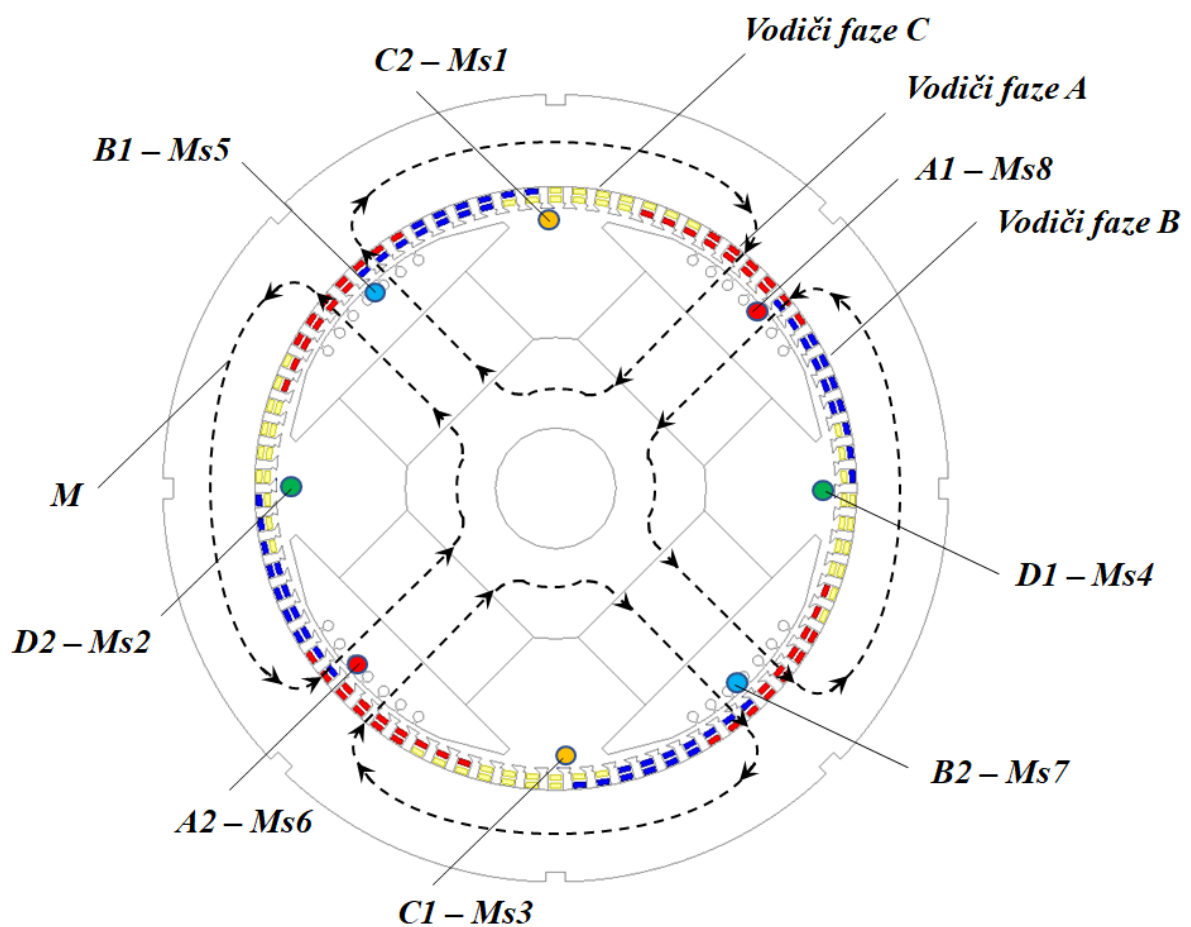 Vodiči faze C
C2 – Ms1
Vodiči faze A
B1 – Ms5
A1 – Ms8
Vodiči faze B
M
D1 – Ms4
D2 – Ms2
B2 – Ms7
A2 – Ms6
C1 – Ms3